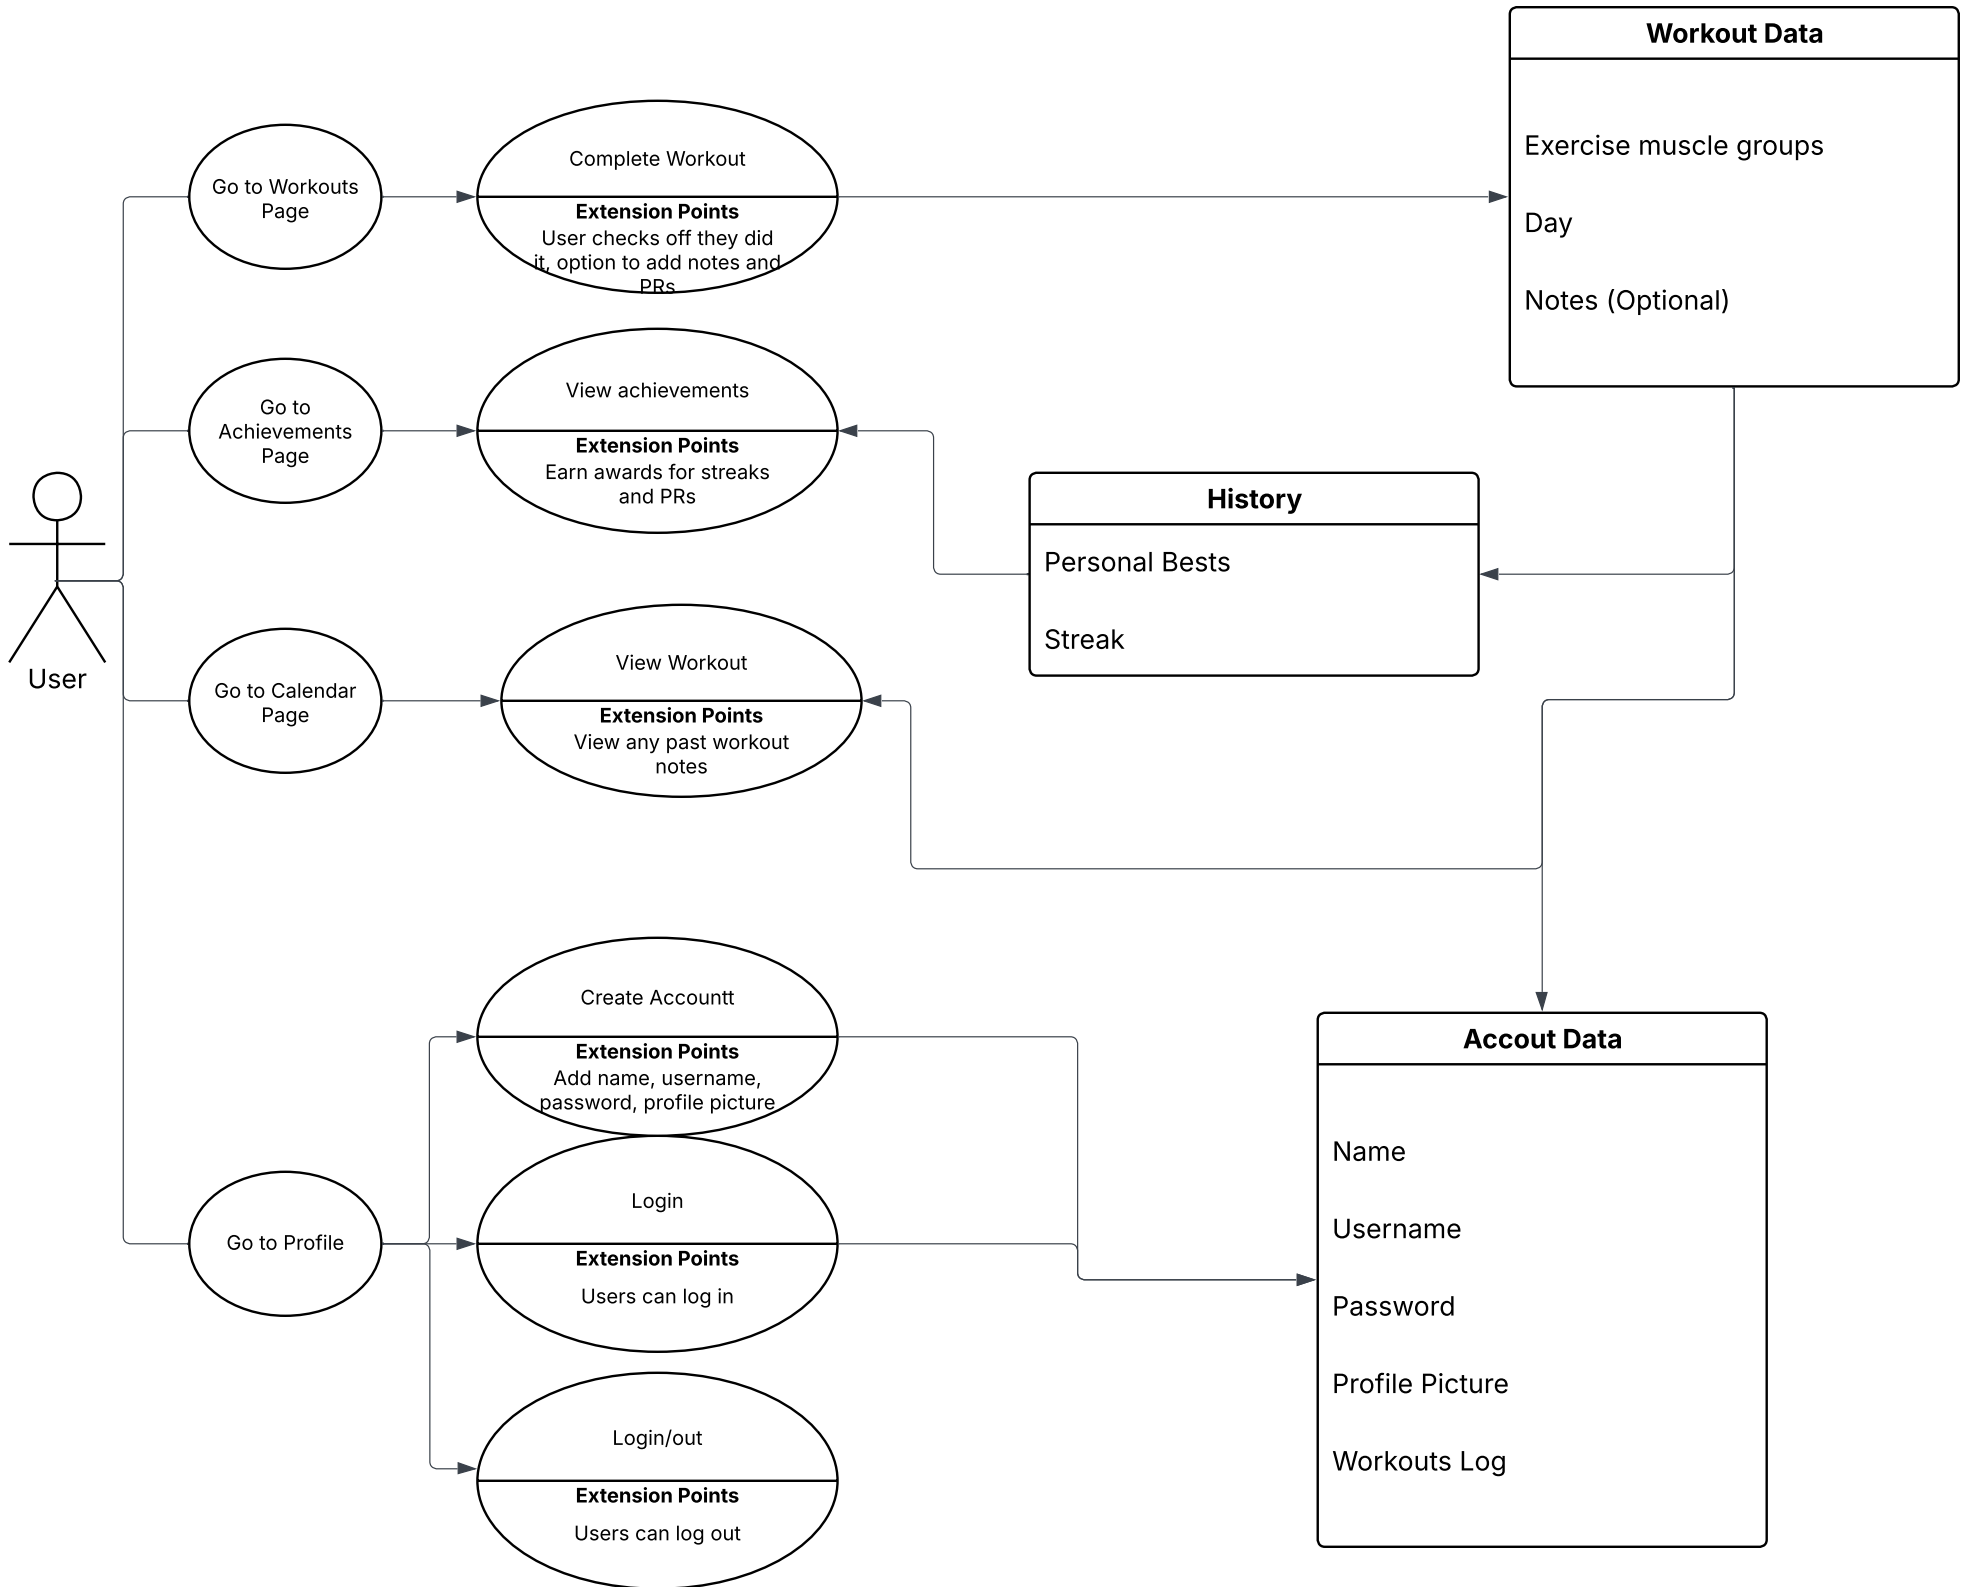 Workout Data
Exercise muscle groups
Day
Notes (Optional)
Go to Workouts
Page
Complete Workout
Extension Points
User checks off they did
it, option to add notes and
PRs
Go to
Achievements
Page
View achievements
Extension Points
Earn awards for streaks
and PRs
History
Personal Bests
Streak
User
Go to Calendar
Page
View Workout
Extension Points
View any past workout
notes
Create Accountt
Extension Points
Add name, username,
password, profile picture
Go to Profile
Login
Extension Points
Users can log in
Login/out
Extension Points
Users can log out
Accout Data
Name
Username
Password
Profile Picture
Workouts Log